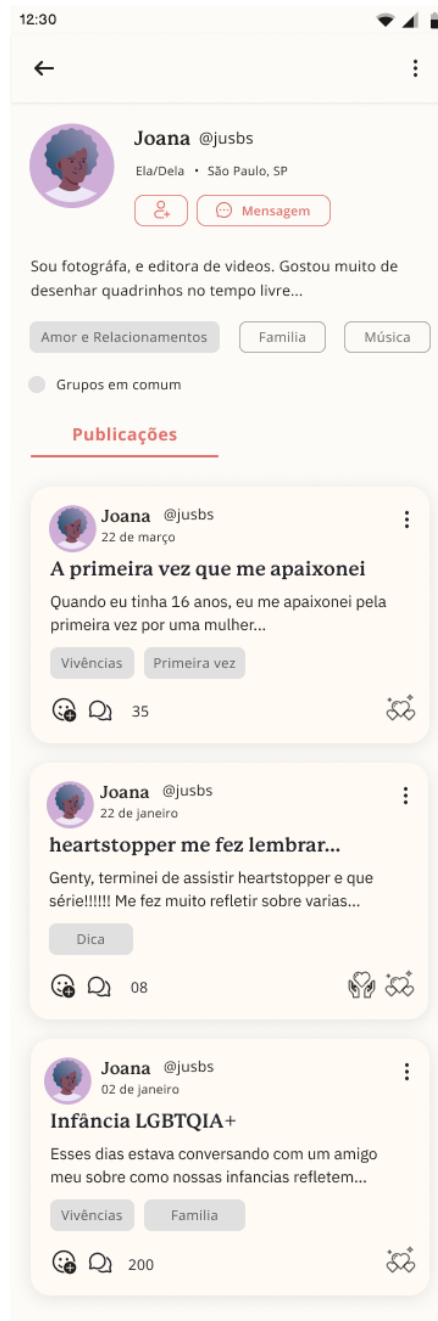 12:30
Joana @jusbs
Ela/Dela • São Paulo, SP
Mensagem
Sou fotográfa, e editora de videos. Gostou muito de
desenhar quadrinhos no tempo livre...
Amor e Relacionamentos Familia Música
Grupos em comum
Publicações
Joana @jusbs
22 de março
A primeira vez que me apaixonei
Quando eu tinha 16 anos, eu me apaixonei pela
primeira vez por uma mulher...
Vivências Primeira vez
35
Joana @jusbs
22 de janeiro
heartstopper me fez lembrar...
Genty, terminei de assistir heartstopper e que
série!!!!!! Me fez muito refletir sobre varias...
Dica
08
Joana @jusbs
02 de janeiro
Infância LGBTQIA+
Esses dias estava conversando com um amigo
meu sobre como nossas infancias refletem...
Vivências Familia
200